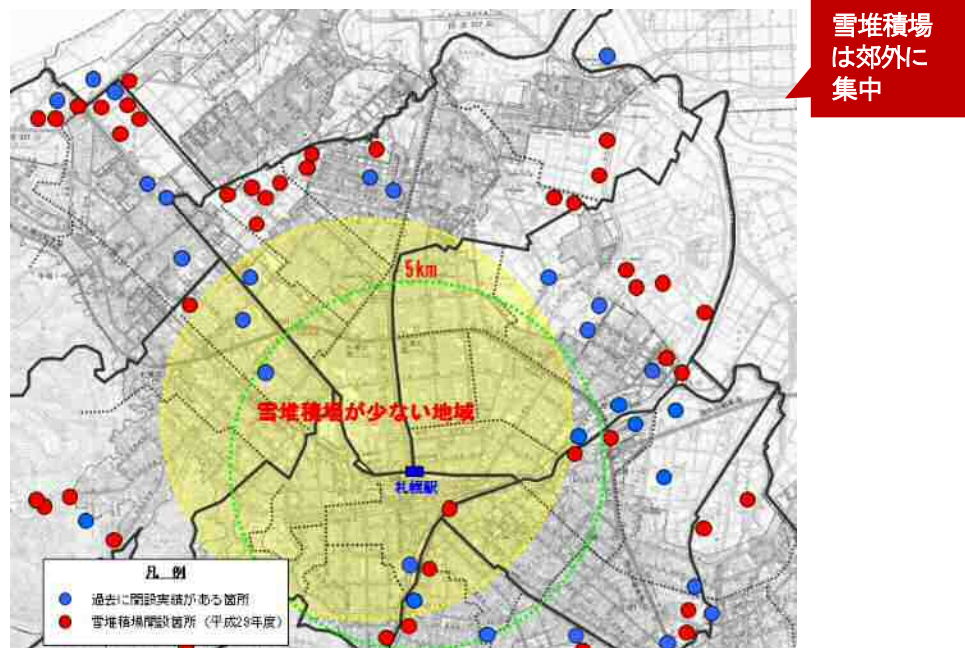 雪堆積場
は郊外に
集中
5km
雪堆積場が少ない地域
札幌駅
凡 例
過去に開設実績がある箇所
雪堆積場開設箇所（平成29年度）